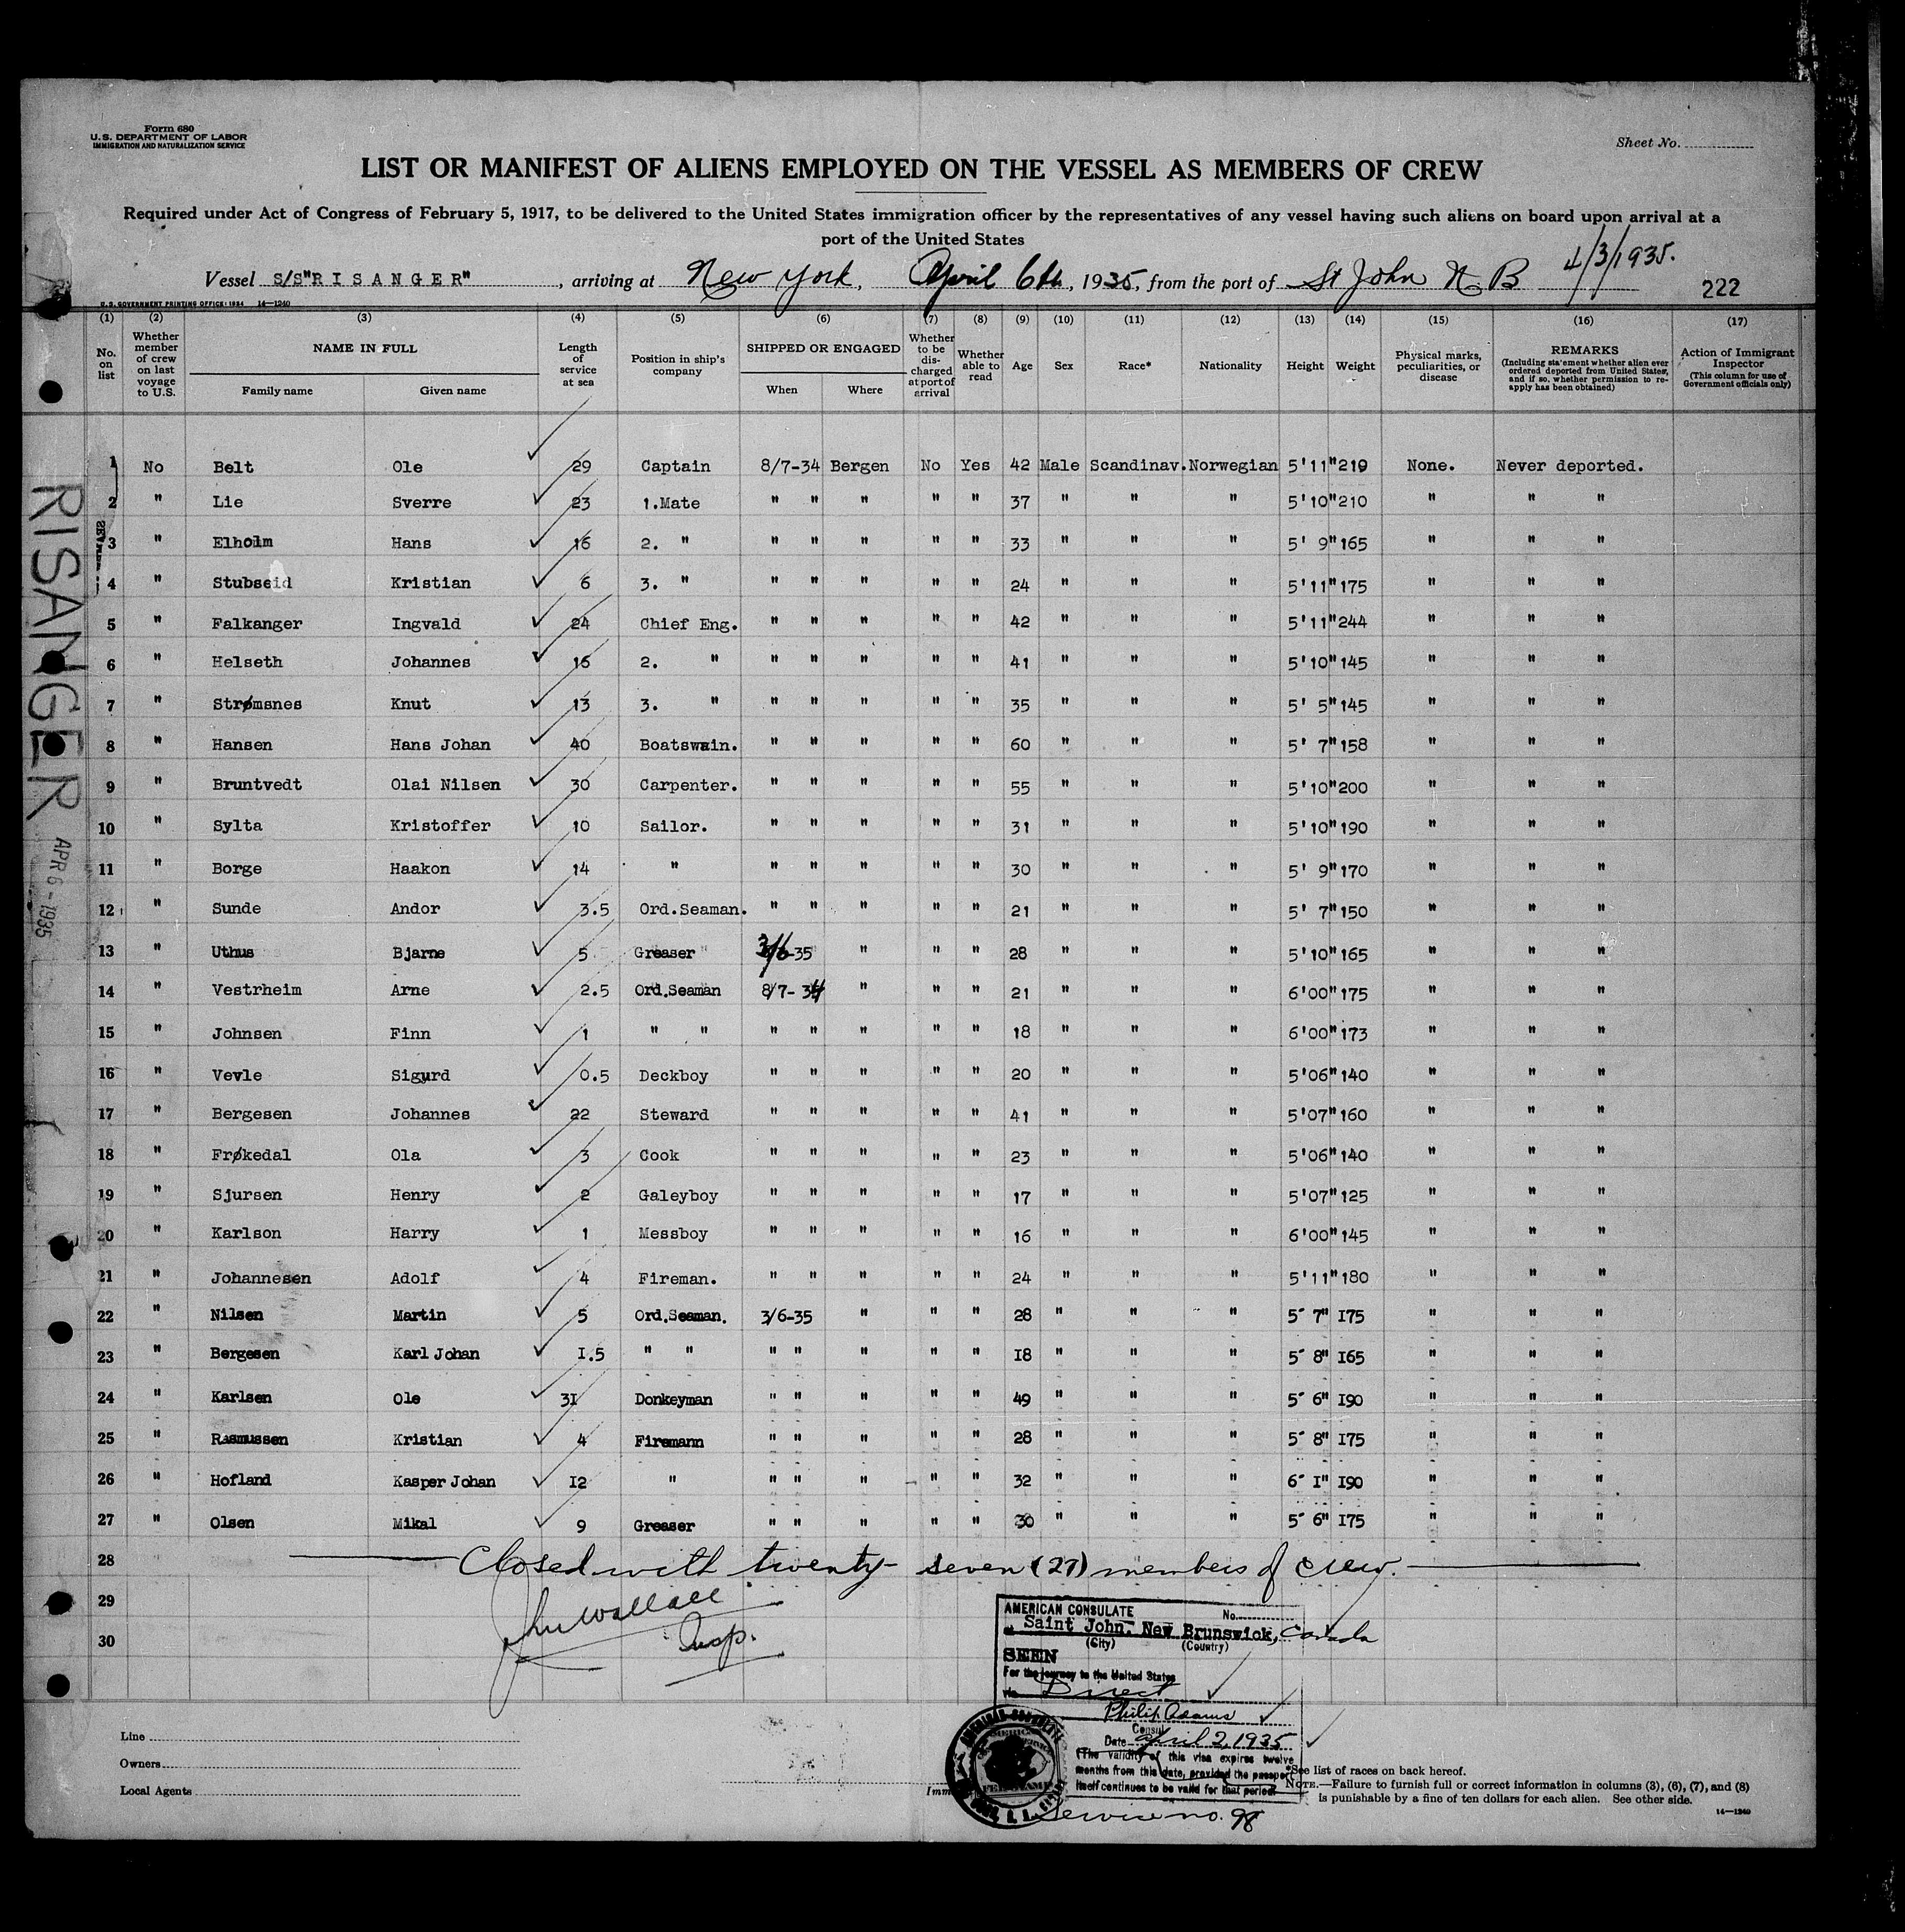 Form 680
U.S. DEPARTMENT OF LABOR
IMMIGRATION AND NATURALIZATION SERVICE
Sheet No.
LIST OR MANIFEST OF ALIENS EMPLOYED ON THE VESSEL AS MEMBERS OF CREW
Required under Act of Congress of February 5, 1917, to be delivered to the United States immigration officer by the representatives of any vessel having such aliens on board upon arrival at a
port of the United States
4/3/1935.
Vessel S/S"RISANGER", arriving at New York, April 6th, 1935, from the port of St John N. B
222
U. S. GOVERNMENT PRINTING OFFICE: 1934 14—1240
(1) (2) (3) (4) (5) (6) (7) (8) (9) (10) (11) (12) (13) (14) (15) (16) (17)
No. on list | Whether member of crew on last voyage to U.S. | NAME IN FULL Family name Given name | Length of service at sea | Position in ship's company | SHIPPED OR ENGAGED When Where | Whether to be discharged at port of arrival | Whether able to read | Age | Sex | Race* | Nationality | Height | Weight | Physical marks, peculiarities, or disease | REMARKS (Including statement whether alien ever ordered deported from United States, and if so, whether permission to reapply has been obtained) | Action of Immigrant Inspector (This column for use of Government officials only)
1 No Belt Ole 29 Captain 8/7-34 Bergen No Yes 42 Male Scandinav. Norwegian 5'11" 210 None. Never deported.
2 " Lie Sverre 23 1.Mate " " " " " 37 " " " 5'10" 210 " " "
3 " Elholm Hans 16 2. " " " " " " 33 " " " 5' 9" 165 " " "
4 " Stubseid Kristian 6 3. " " " " " " 24 " " " 5'11" 175 " " "
5 " Falkanger Ingvald 24 Chief Eng. " " " " " 42 " " " 5'11" 244 " " "
6 " Helseth Johannes 16 2. " " " " " " 41 " " " 5'10" 145 " " "
7 " Strømsnes Knut 13 3. " " " " " " 35 " " " 5' 5" 145 " " "
8 " Hansen Hans Johan 40 Boatswain. " " " " " 60 " " " 5' 7" 158 " " "
9 " Bruntvedt Olai Nilsen 30 Carpenter. " " " " " 55 " " " 5'10" 200 " " "
10 " Sylta Kristoffer 10 Sailor. " " " " " 31 " " " 5'10" 190 " " "
11 " Borge Haakon 14 " " " " " " 30 " " " 5' 9" 170 " " "
12 " Sunde Andor 3.5 Ord.Seaman. " " " " " 21 " " " 5' 7" 150 " " "
13 " Uthus Bjarne 5 Greaser 3/6-35 " " " 28 " " " 5'10" 165 " " "
14 " Vestrheim Arne 2.5 Ord.Seaman 8/7-34 " " " 21 " " " 6'00" 175 " " "
15 " Johnsen Finn 1 " " " " " " " 18 " " " 6'00" 173 " " "
16 " Vevle Sigurd 0.5 Deckboy " " " " " 20 " " " 5'06" 140 " " "
17 " Bergesen Johannes 22 Steward " " " " " 41 " " " 5'07" 160 " " "
18 " Frøkedal Ola 3 Cook " " " " " 23 " " " 5'06" 140 " " "
19 " Sjursen Henry 2 Galeyboy " " " " " 17 " " " 5'07" 125 " " "
20 " Karlson Harry 1 Messboy " " " " " 16 " " " 6'00" 145 " " "
21 " Johannesen Adolf 4 Fireman. " " " " " 24 " " " 5'11" 180 " " "
22 " Nilsen Martin 5 Ord.Seaman. 3/6-35 " " " 28 " " " 5' 7" 175 " " "
23 " Bergesen Karl Johan 1.5 " " " " " " " 18 " " " 5' 8" 165 " " "
24 " Karlsen Ole 31 Donkeyman " " " " " 49 " " " 5' 6" 190 " " "
25 " Rasmussen Kristian 4 Firemann " " " " " 28 " " " 5' 8" 175 " " "
26 " Hofland Kasper Johan 12 " " " " " " 32 " " " 6' 1" 190 " " "
27 " Olsen Mikal 9 Greaser " " " " " 30 " " " 5' 6" 175 " " "
28 Closed with twenty-seven (27) members of crew.
29
30
Wallace
Insp.
RISANGER
APR 6 - 1935
AMERICAN CONSULATE No.
at Saint John, New Brunswick, Canada
(City) (Country)
SEEN
For the journey to the United States
via Direct
Philip Adams
Consul
Date April 2, 1935
(The validity of this visa expires twelve
months from this date, provided the passport
itself continues to be valid for that period
Service no. 98
AMERICAN CONSULATE
Line
Owners
Local Agents
*See list of races on back hereof.
NOTE.—Failure to furnish full or correct information in columns (3), (6), (7), and (8)
is punishable by a fine of ten dollars for each alien. See other side.
14—1240